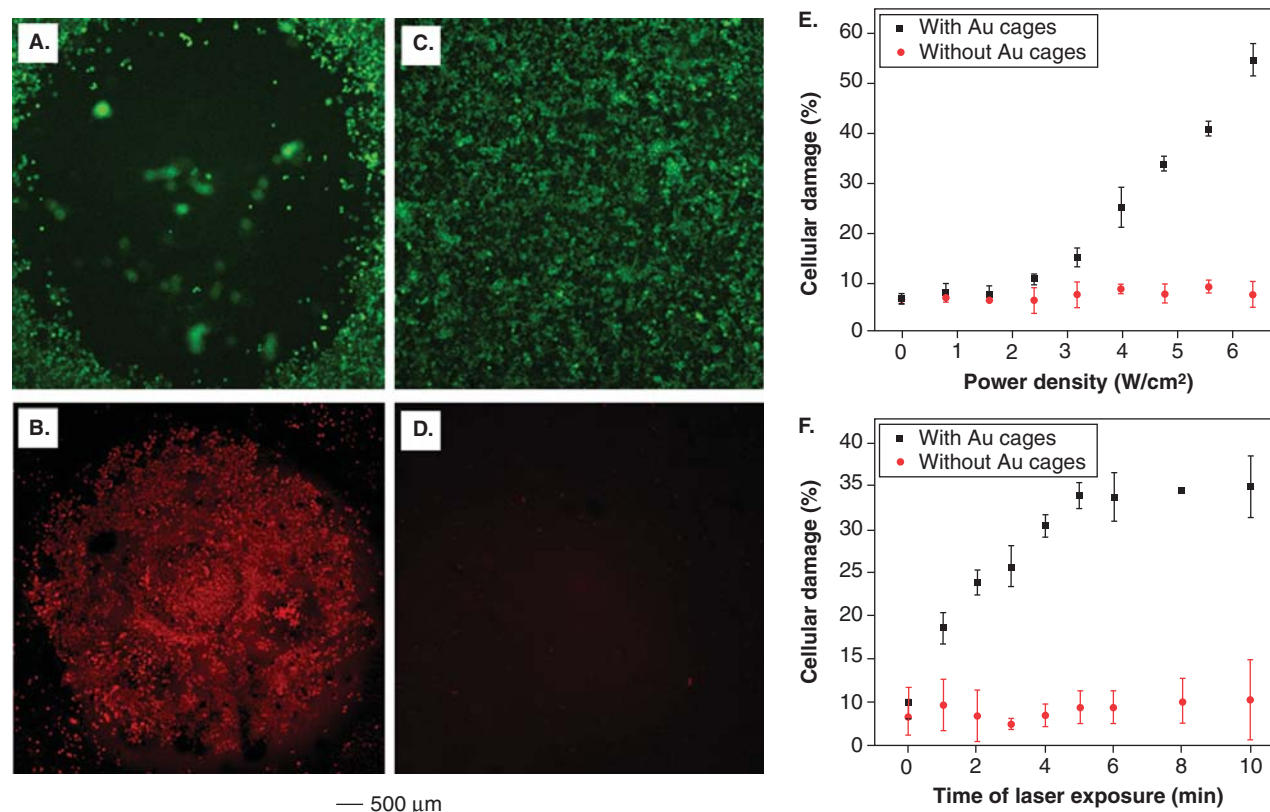 A.
C.
B.
D.
— 500 μm
E.
With Au cages
Without Au cages
Cellular damage (%)
60
50
40
30
20
10
0
0 1 2 3 4 5 6
Power density (W/cm²)
F.
With Au cages
Without Au cages
Cellular damage (%)
40
35
30
25
20
15
10
0
0 2 4 6 8 10
Time of laser exposure (min)